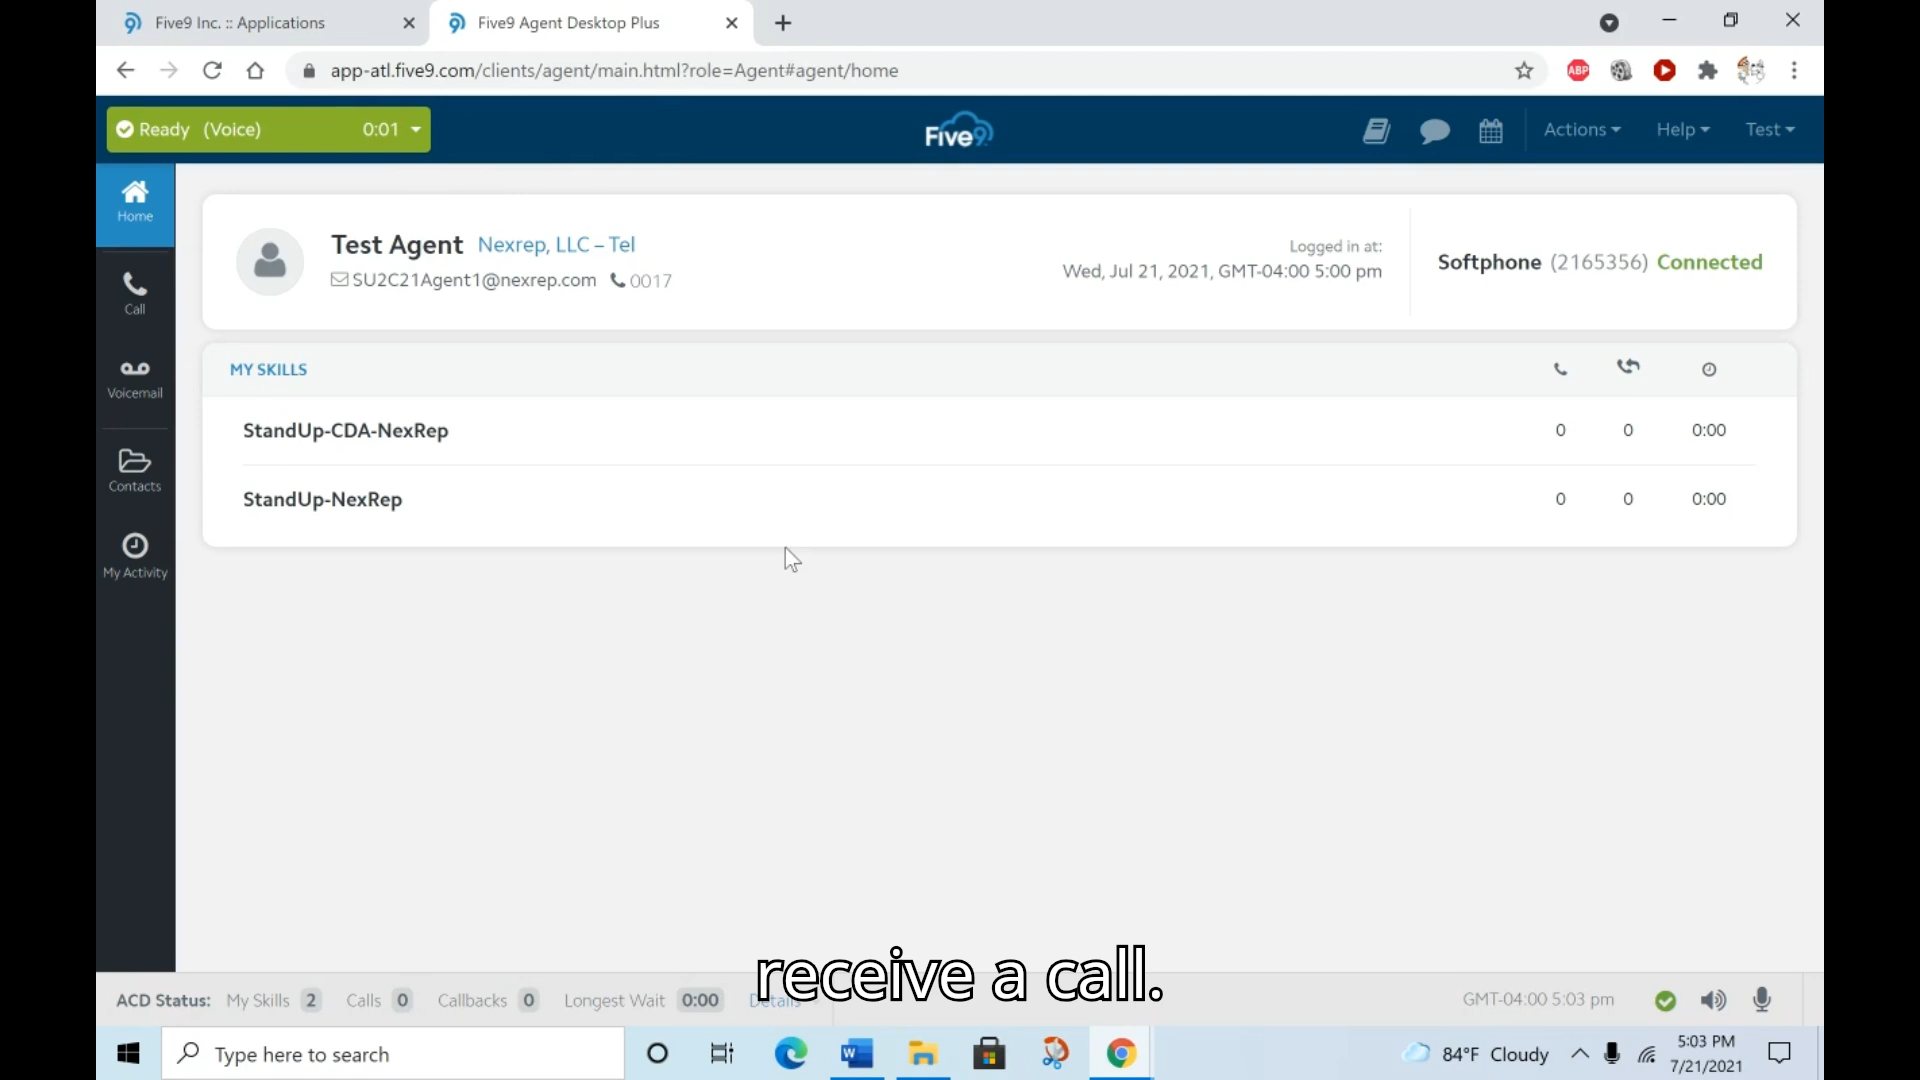 Five9 Inc. :: Applications
Five9 Agent Desktop Plus
app-atl.five9.com/clients/agent/main.html?role=Agent#agent/home
ABP
Ready (Voice) 0:01
Five9
Actions
Help
Test
Home
Call
Voicemail
Contacts
My Activity
Test Agent Nexrep, LLC – Tel
SU2C21Agent1@nexrep.com 0017
Logged in at:
Wed, Jul 21, 2021, GMT-04:00 5:00 pm
Softphone (2165356) Connected
MY SKILLS
StandUp-CDA-NexRep 0 0 0:00
StandUp-NexRep 0 0 0:00
receive a call.
ACD Status: My Skills 2 Calls 0 Callbacks 0 Longest Wait 0:00 Details
GMT-04:00 5:03 pm
Type here to search
84°F Cloudy
5:03 PM
7/21/2021